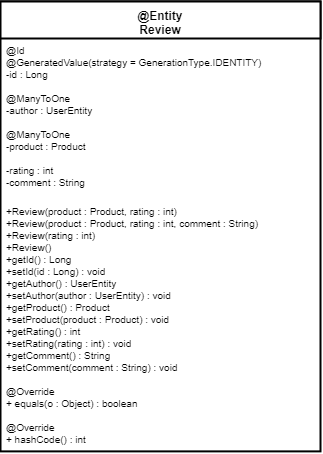 @Entity
Review
@Id
@GeneratedValue(strategy = GenerationType.IDENTITY)
-id : Long
@ManyToOne
-author : UserEntity
@ManyToOne
-product : Product
-rating : int
-comment : String
+Review(product : Product, rating : int)
+Review(product : Product, rating : int, comment : String)
+Review(rating : int)
+Review()
+getId() : Long
+setId(id : Long) : void
+getAuthor() : UserEntity
+setAuthor(author : UserEntity) : void
+getProduct() : Product
+setProduct(product : Product) : void
+getRating() : int
+setRating(rating : int) : void
+getComment() : String
+setComment(comment : String) : void
@Override
+ equals(o : Object) : boolean
@Override
+ hashCode() : int